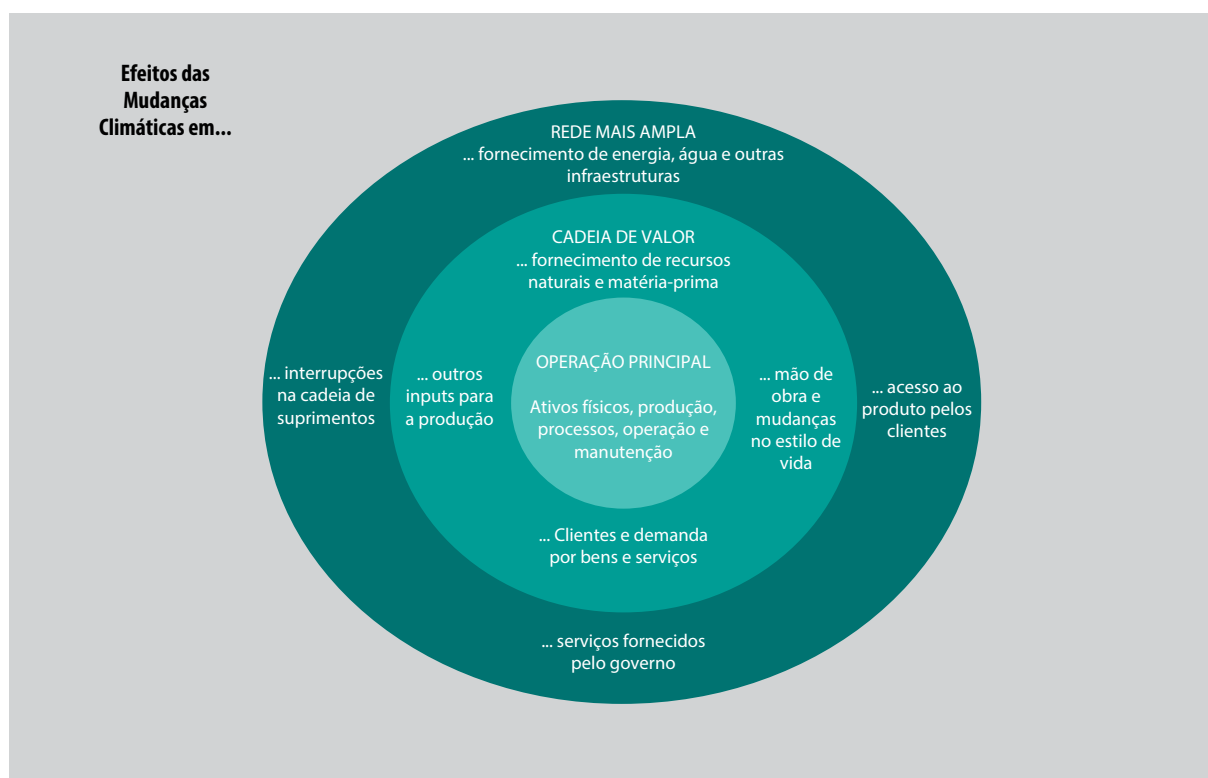 Efeitos das
Mudanças
Climáticas em...
REDE MAIS AMPLA
... fornecimento de energia, água e outras
infraestruturas
CADEIA DE VALOR
... fornecimento de recursos
naturais e matéria-prima
OPERAÇÃO PRINCIPAL
Ativos físicos, produção,
processos, operação e
manutenção
... interrupções
na cadeia de
suprimentos
... outros
inputs para
a produção
... mão de
obra e
mudanças
no estilo de
vida
... acesso ao
produto pelos
clientes
... Clientes e demanda
por bens e serviços
... serviços fornecidos
pelo governo